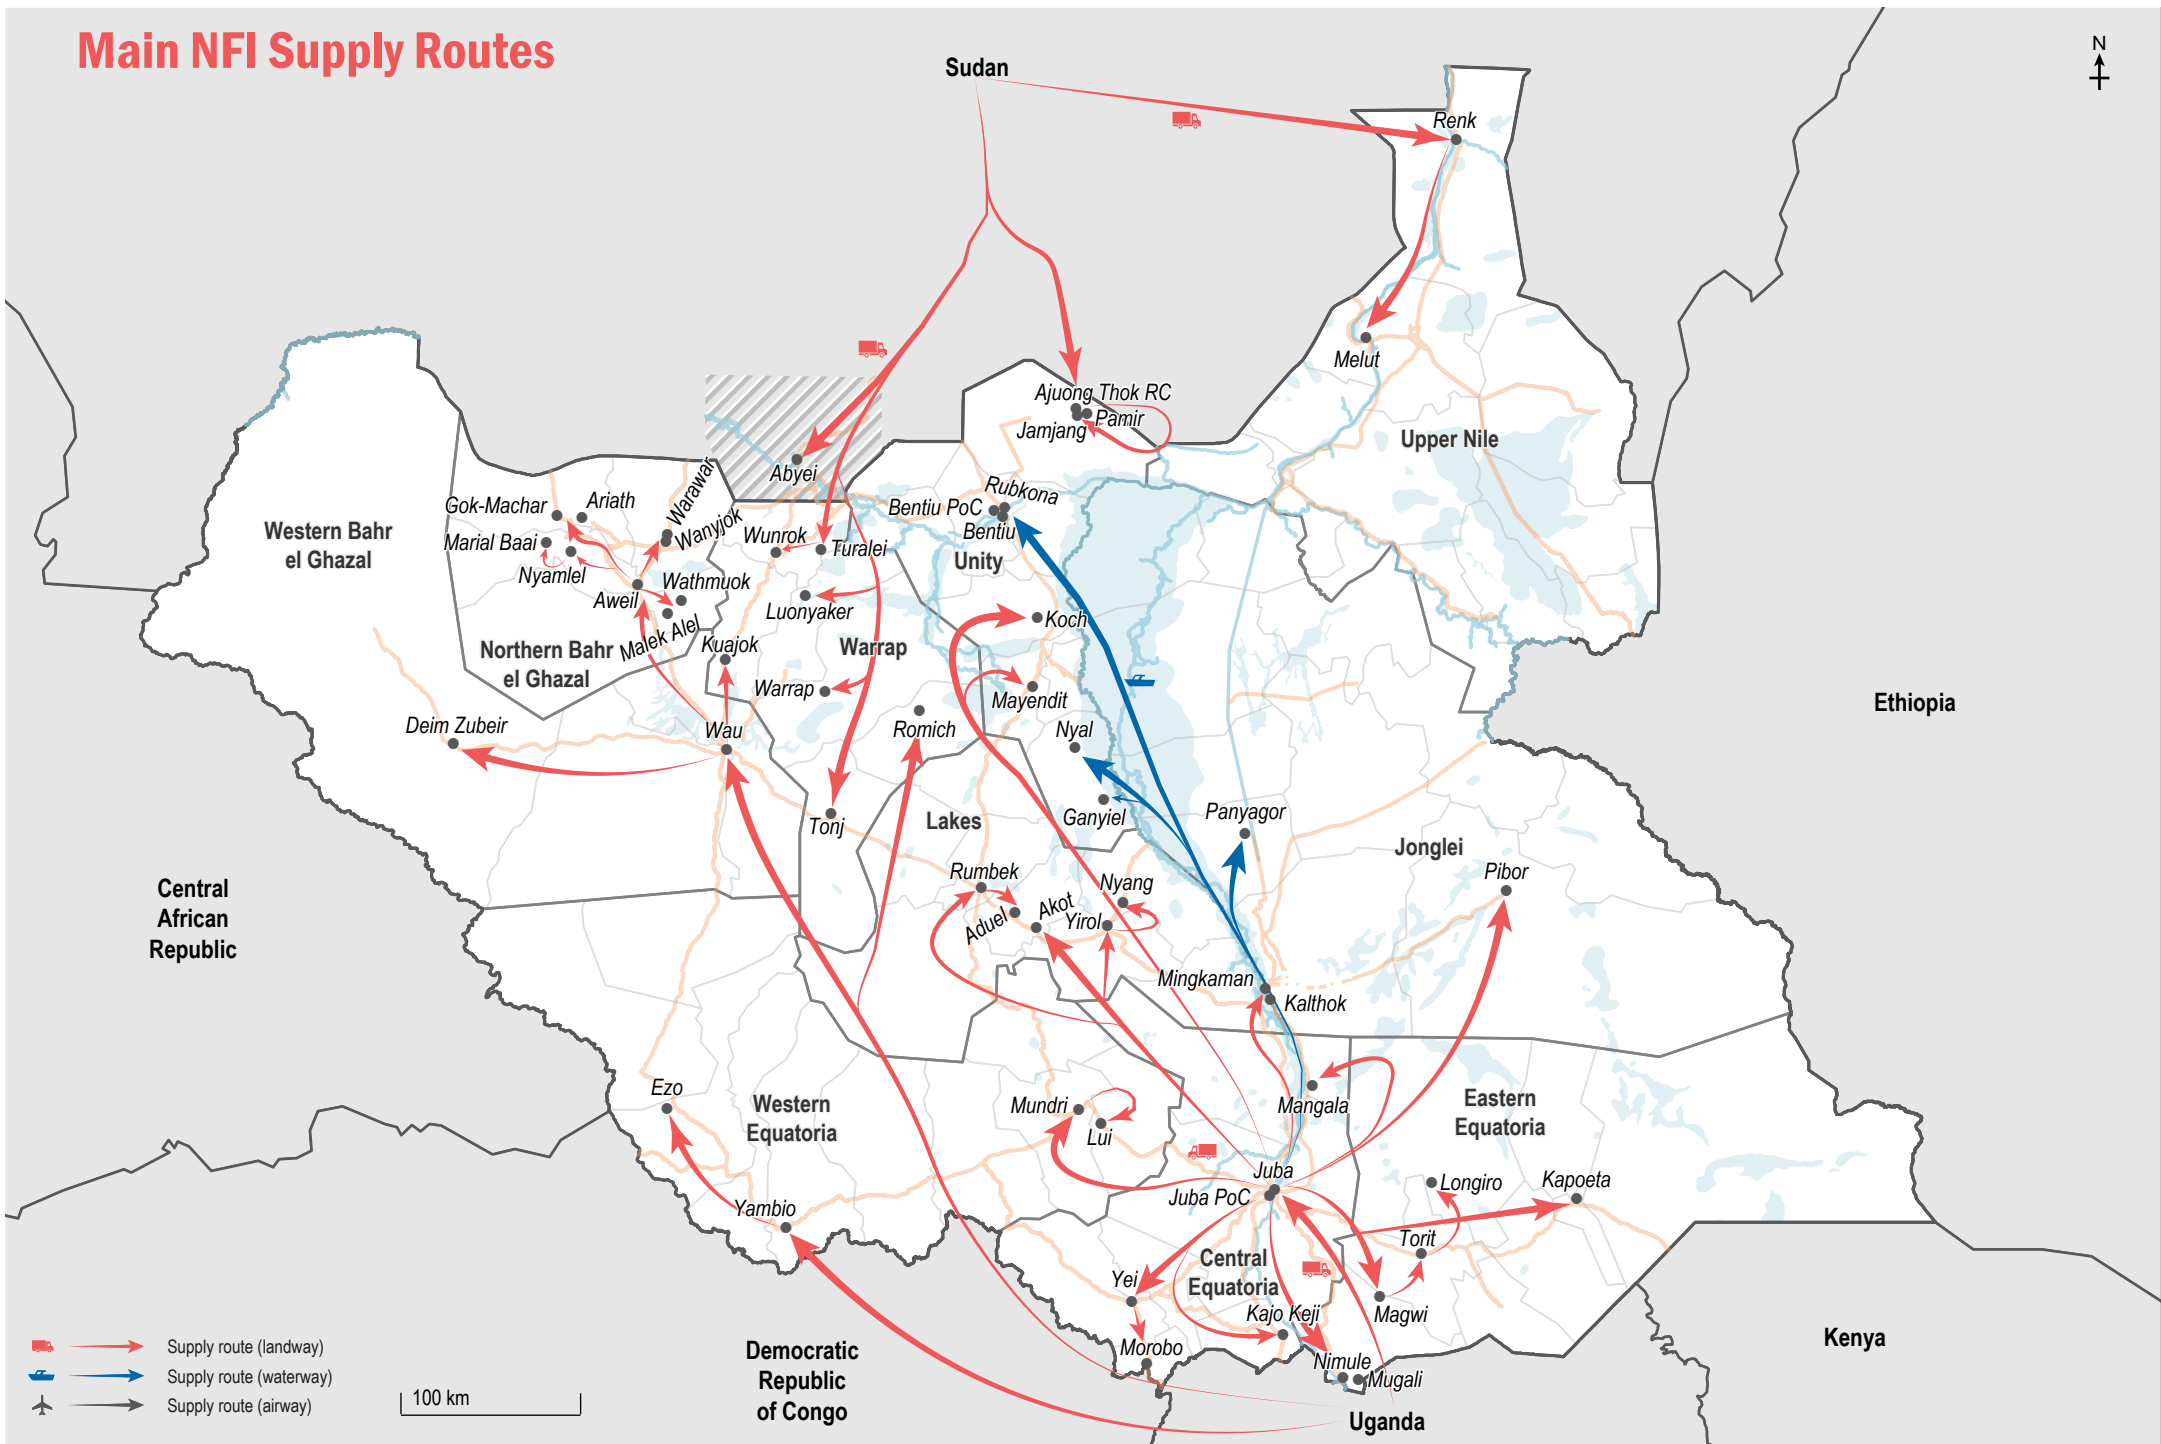 Main NFI Supply Routes
Sudan
N
Renk
Melut
Ajuong Thok RC
Pamir
Jamjang
Upper Nile
Abyei
Warawar
Wanyjok
Gok-Machar
Ariath
Marial Baai
Nyamlel
Aweil
Wathmuok
Malek Alel
Western Bahr
el Ghazal
Northern Bahr
el Ghazal
Rubkona
Bentiu PoC
Bentiu
Unity
Wunrok
Turalei
Luonyaker
Koch
Warrap
Kuajok
Warrap
Mayendit
Romich
Nyal
Deim Zubeir
Wau
Ethiopia
Tonj
Lakes
Ganyiel
Panyagor
Jonglei
Pibor
Rumbek
Aduel
Akot
Nyang
Yirol
Central
African
Republic
Mingkaman
Kalthok
Ezo
Western
Equatoria
Mundri
Lui
Mangala
Eastern
Equatoria
Juba
Juba PoC
Longiro
Kapoeta
Yambio
Torit
Central
Equatoria
Yei
Kajo Keji
Magwi
Morobo
Nimule
Mugali
Kenya
Democratic
Republic
of Congo
Uganda
Supply route (landway)
Supply route (waterway)
Supply route (airway)
100 km